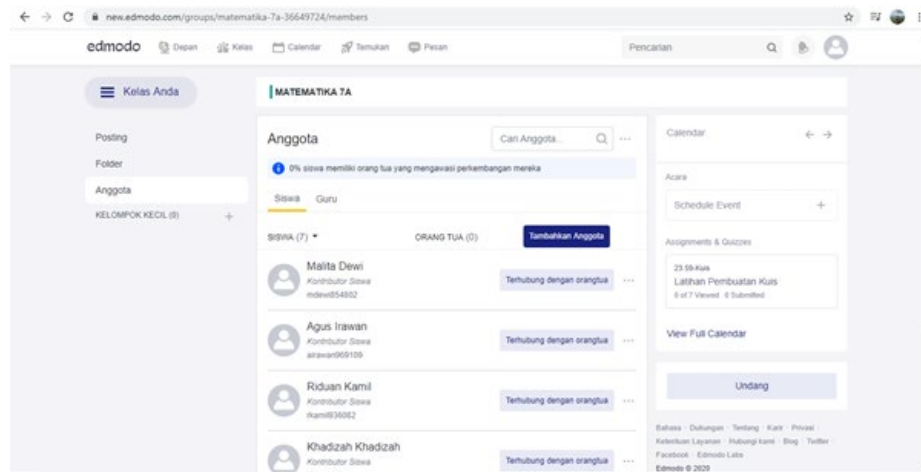 new.edmodo.com/groups/matematika-7a-36649724/members
edmodo Depan Kelas Calendar Temukan Pesan Pencarian
Kelas Anda
Posting
Folder
Anggota
KELOMPOK KECIL (0) +
MATEMATIKA 7A
Anggota Cari Anggota... ...
0% siswa memiliki orang tua yang mengawasi perkembangan mereka
Siswa Guru
SISWA (7) ORANG TUA (0) Tambahkan Anggota
Malita Dewi
Kontributor Siswa Terhubung dengan orangtua ...
mdewi854802
Agus Irawan
Kontributor Siswa Terhubung dengan orangtua ...
airawan969109
Riduan Kamil
Kontributor Siswa Terhubung dengan orangtua ...
rkamil936082
Khadizah Khadizah
Kontributor Siswa Terhubung dengan orangtua ...
Calendar ← →
Acara
Schedule Event +
Assignments & Quizzes
23.59-Kuis
Latihan Pembuatan Kuis
6 of 7 Viewed · 0 Submitted
View Full Calendar
Undang
Bahasa · Dukungan · Tentang · Karir · Privasi ·
Ketentuan Layanan · Hubungi kami · Blog · Twitter ·
Facebook · Edmodo Labs
Edmodo © 2020